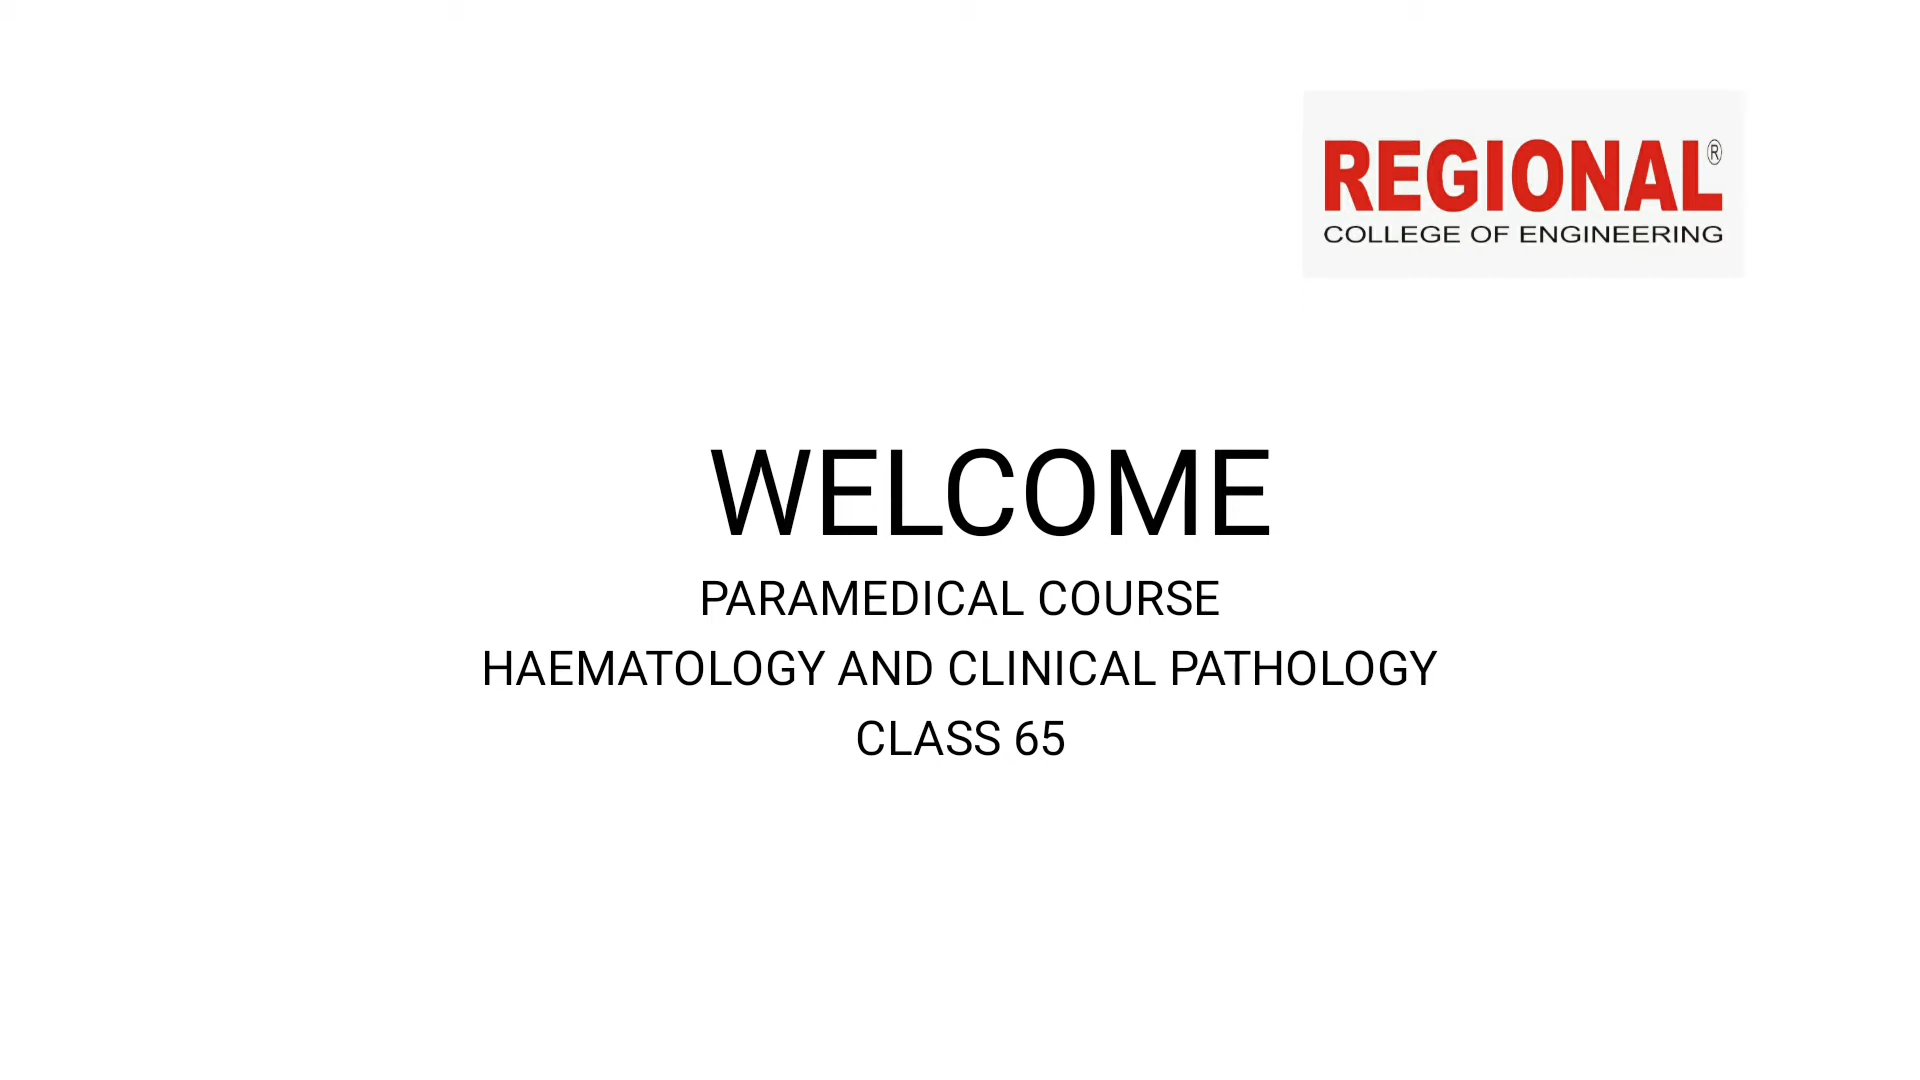 REGIONAL®
COLLEGE OF ENGINEERING
WELCOME
PARAMEDICAL COURSE
HAEMATOLOGY AND CLINICAL PATHOLOGY
CLASS 65